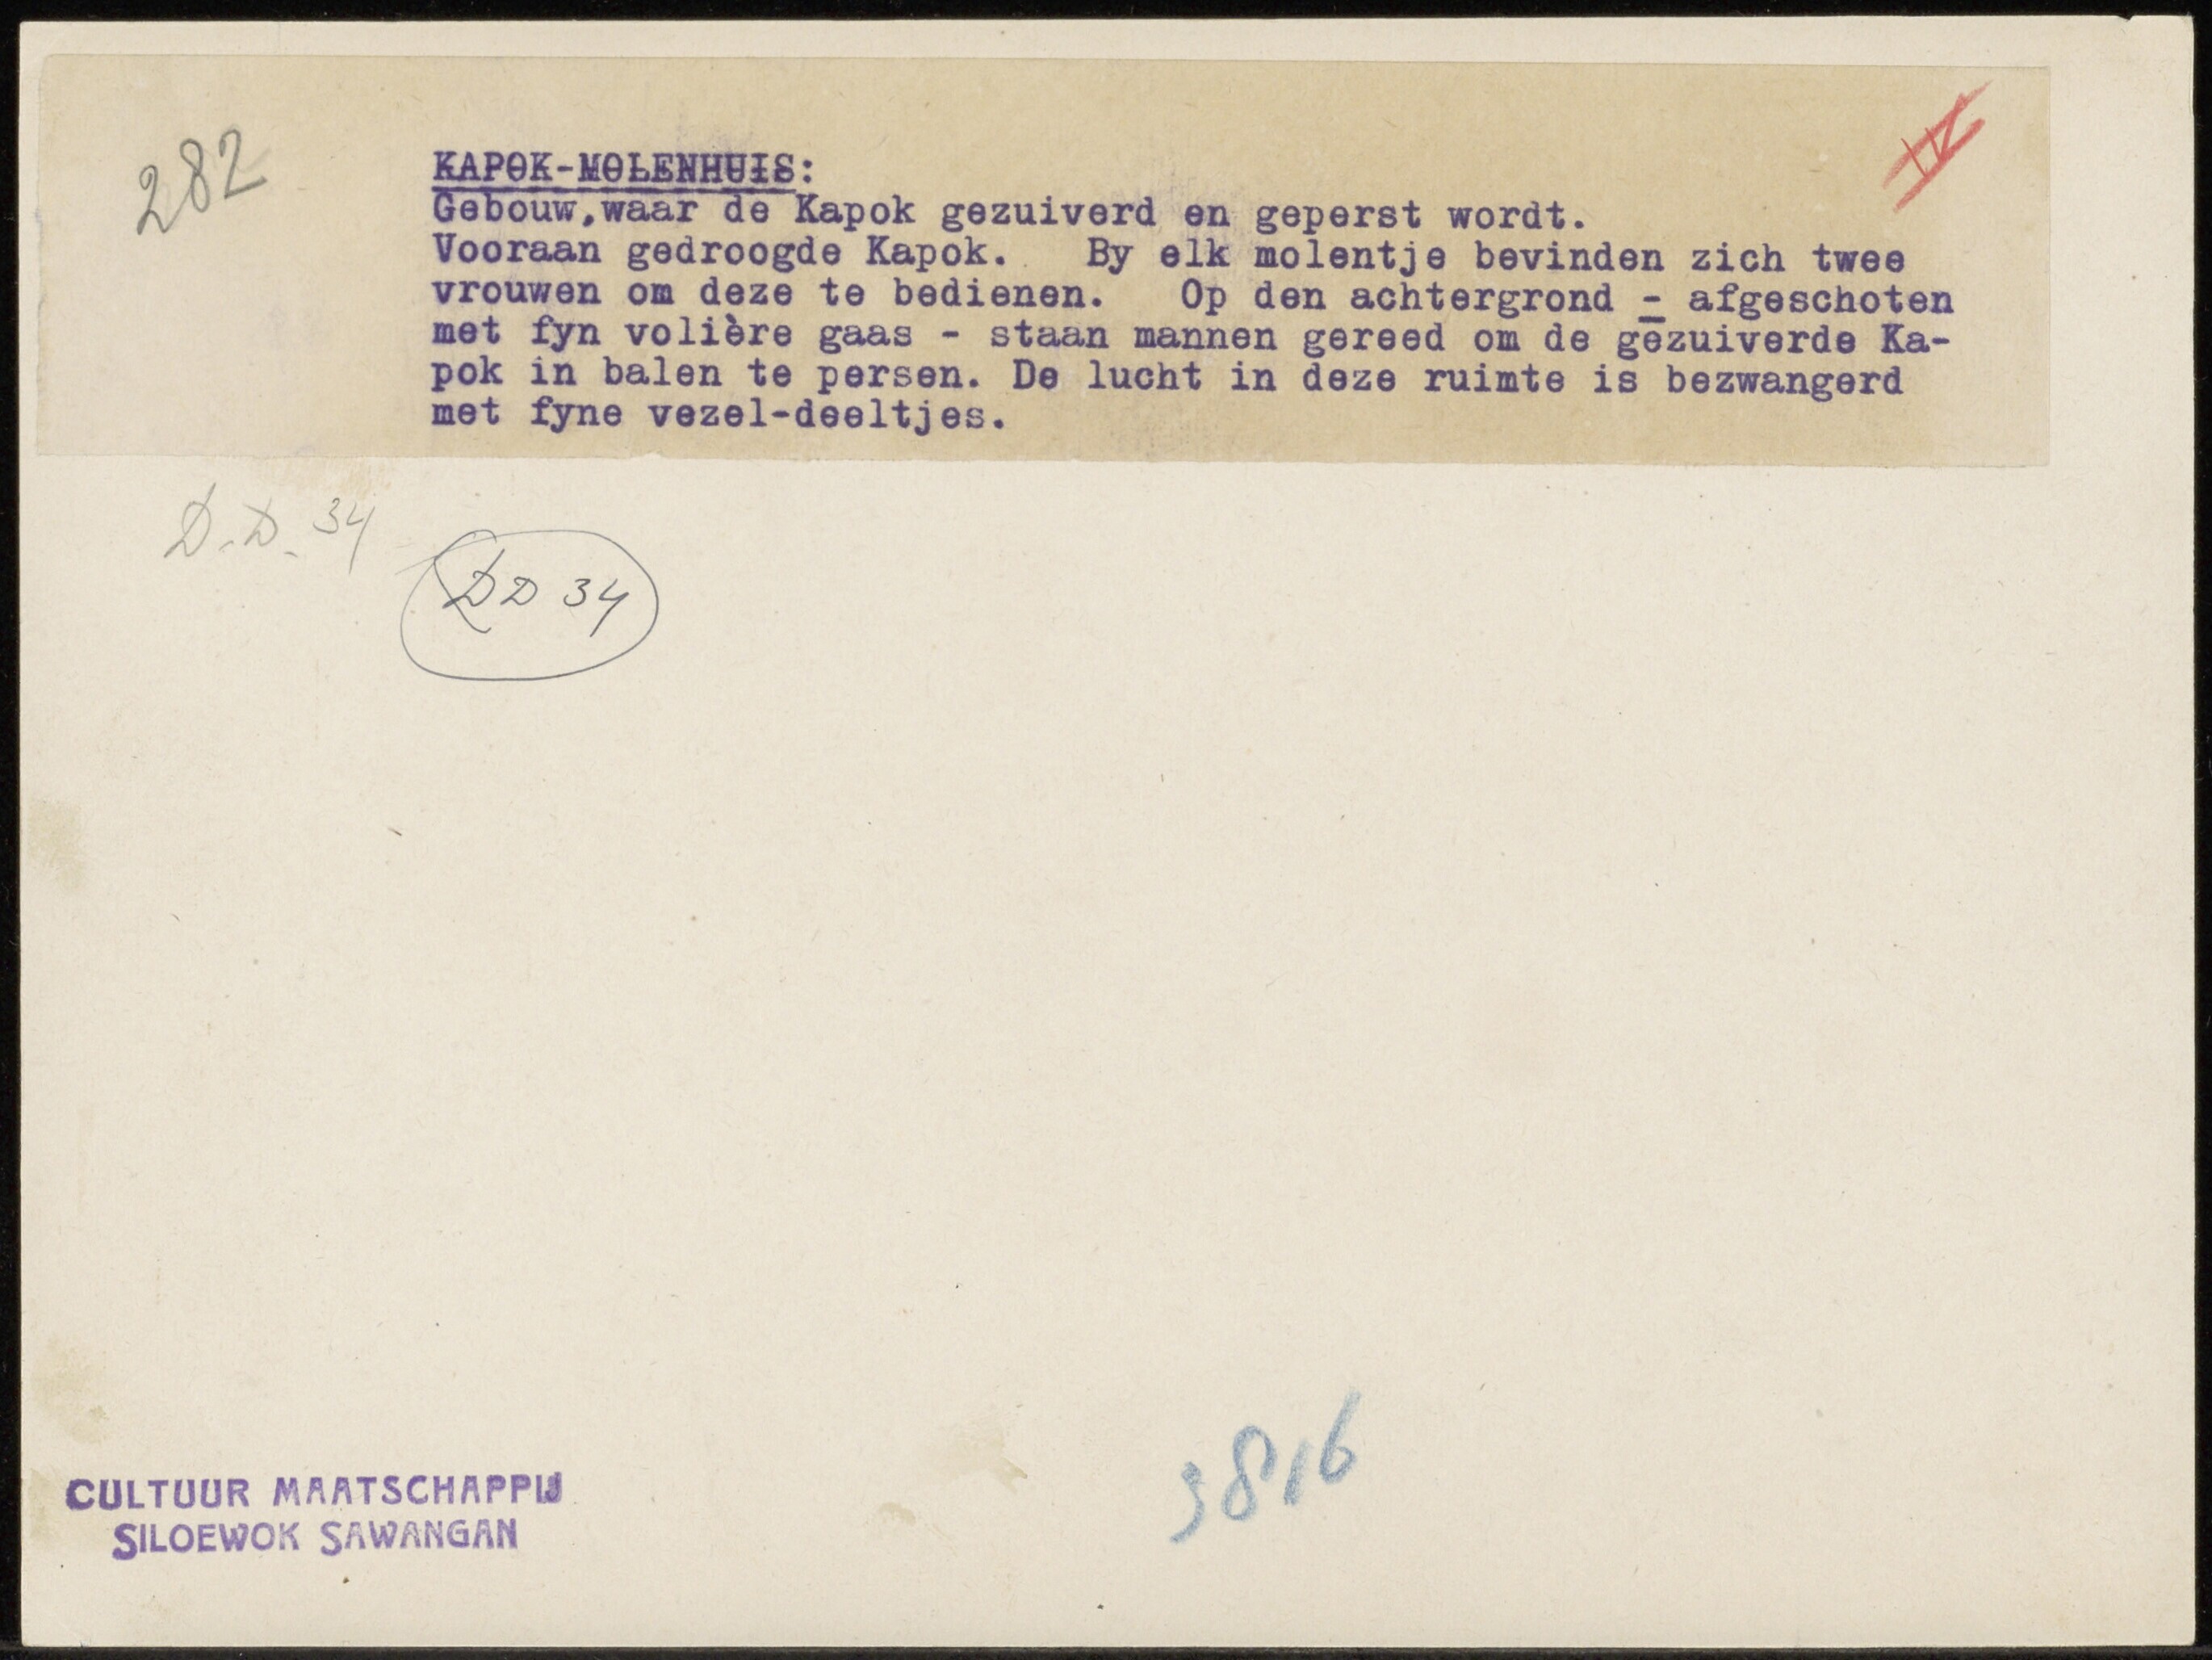 282
KAPOK-MOLENHUIS:
Gebouw,waar de Kapok gezuiverd en geperst wordt.
Vooraan gedroogde Kapok. By elk molentje bevinden zich twee
vrouwen om deze te bedienen. Op den achtergrond - afgeschoten
met fyn volière gaas - staan mannen gereed om de gezuiverde Ka-
pok in balen te persen. De lucht in deze ruimte is bezwangerd
met fyne vezel-deeltjes.
D.D. 34
DD 34
3816
CULTUUR MAATSCHAPPIJ
SILOEWOK SAWANGAN